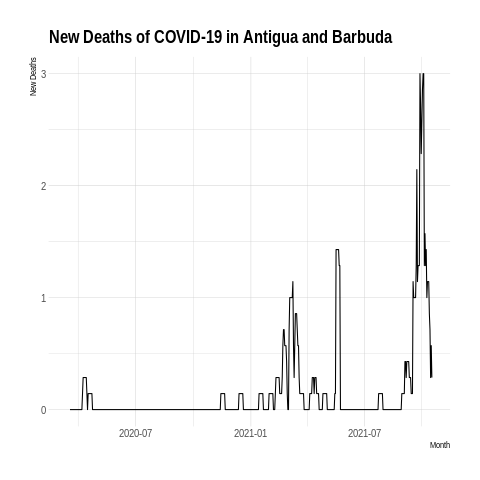 New Deaths of COVID-19 in Antigua and Barbuda
New Deaths
3
2
1
0
2020-07
2021-01
2021-07
Month